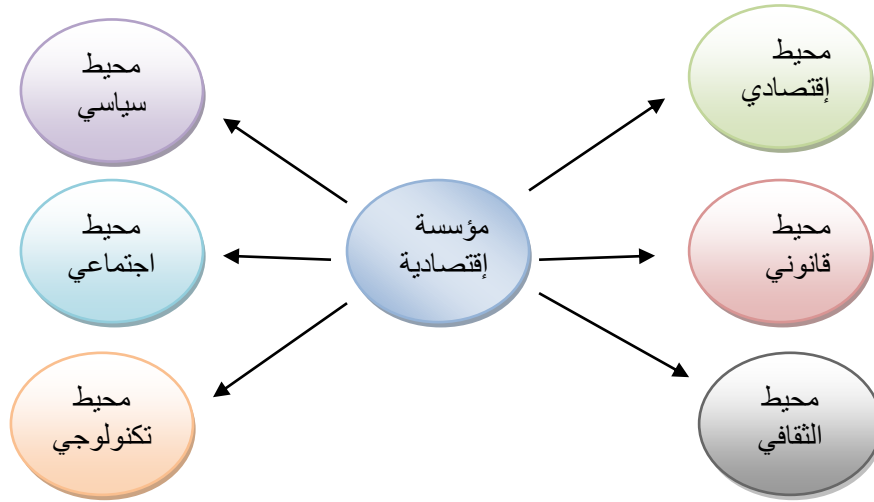 محيط
إقتصادي
محيط
سياسي
مؤسسة
إقتصادية
محيط
قانوني
محيط
اجتماعي
محيط
الثقافي
محيط
تكنولوجي